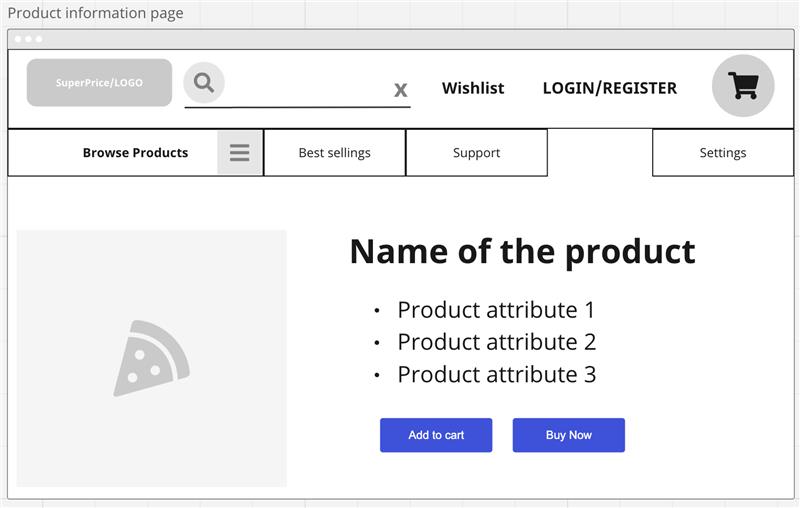 Product information page
SuperPrice/LOGO
X
Wishlist
LOGIN/REGISTER
Browse Products
Best sellings
Support
Settings
Name of the product
• Product attribute 1
• Product attribute 2
• Product attribute 3
Add to cart
Buy Now